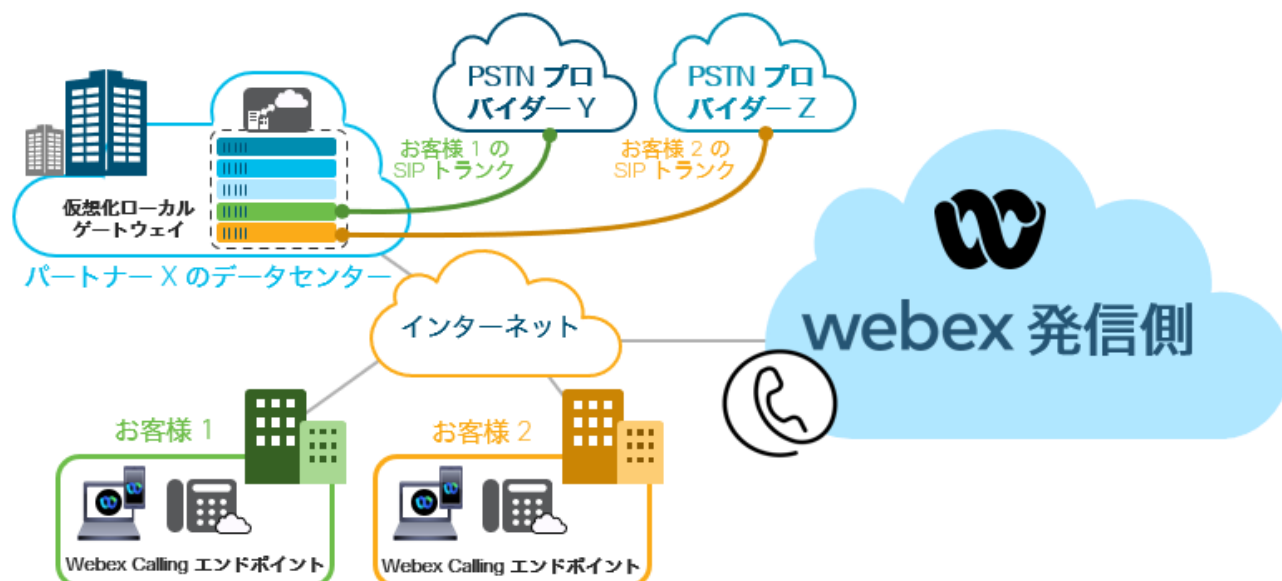 PSTN プロ
バイダー Y
PSTN プロ
バイダー Z
お客様 1 の
SIP トランク
お客様 2 の
SIP トランク
仮想化ローカル
ゲートウェイ
パートナー X のデータセンター
インターネット
webex 発信側
お客様 1
お客様 2
Webex Calling エンドポイント
Webex Calling エンドポイント